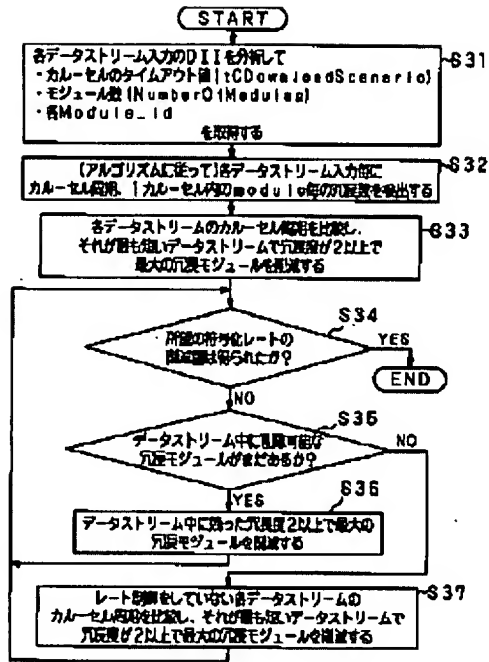 START
各データストリーム入力のDIIを分析して
・カルーセルのタイムアウト値(tCDownloadScenario)
・モジュール数(NumberOfModules)
・各Module_id
を取得する
S31
(アルゴリズムに従って)各データストリーム入力毎に
カルーセル周期、1カルーセル内のmodule毎の冗長度を検出する
S32
各データストリームのカルーセル周期を比較し、
それが最も短いデータストリームで冗長度が2以上で
最大の冗長モジュールを削減する
S33
所望の符号化レートの
削減量は得られたか?
S34
YES
END
NO
データストリーム中に削除可能な
冗長モジュールがまだあるか?
S35
NO
YES
データストリーム中に残った冗長度2以上で最大の
冗長モジュールを削減する
S36
レート制御をしていない各データストリームの
カルーセル周期を比較し、それが最も短いデータストリームで
冗長度が2以上で最大の冗長モジュールを削減する
S37